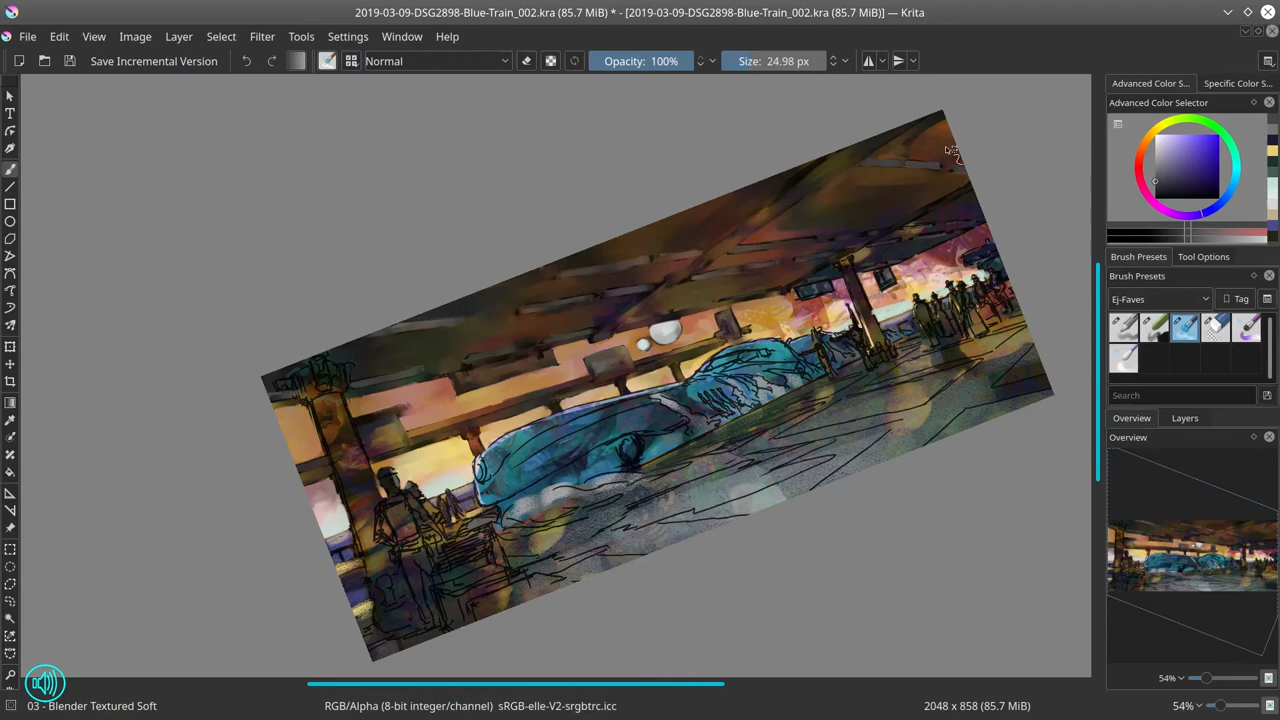 2019-03-09-DSG2898-Blue-Train_002.kra (85.7 MiB) * - [2019-03-09-DSG2898-Blue-Train_002.kra (85.7 MiB)] — Krita
File Edit View Image Layer Select Filter Tools Settings Window Help
Save Incremental Version Normal Opacity: 100% Size: 24.98 px
Advanced Color S... Specific Color S...
Advanced Color Selector
Brush Presets Tool Options
Brush Presets
Ej-Faves Tag
Search
Overview Layers
Overview
54%
03 - Blender Textured Soft RGB/Alpha (8-bit integer/channel) sRGB-elle-V2-srgbtrc.icc 2048 x 858 (85.7 MiB) 54%